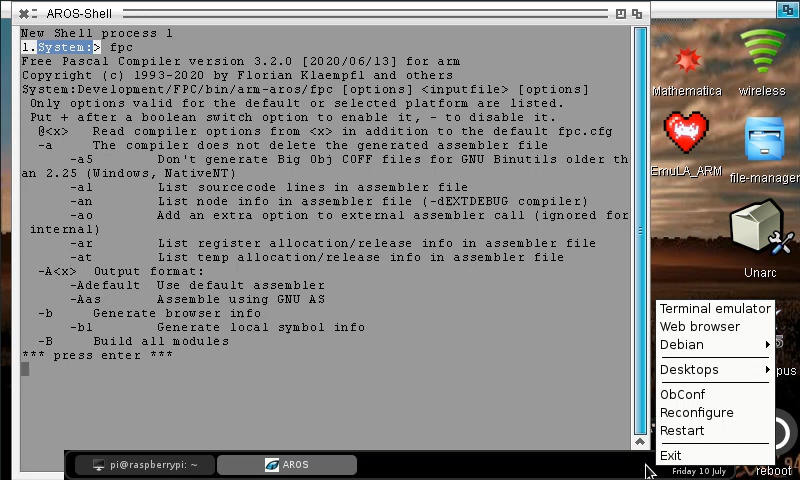 AROS-Shell
New Shell process 1
1.System:> fpc
Free Pascal Compiler version 3.2.0 [2020/06/13] for arm
Copyright (c) 1993-2020 by Florian Klaempfl and others
System:Development/FPC/bin/arm-aros/fpc [options] <inputfile> [options]
Only options valid for the default or selected platform are listed.
Put + after a boolean switch option to enable it, - to disable it.
@<x> Read compiler options from <x> in addition to the default fpc.cfg
-a The compiler does not delete the generated assembler file
-a5 Don't generate Big Obj COFF files for GNU Binutils older th
an 2.25 (Windows, NativeNT)
-al List sourcecode lines in assembler file
-an List node info in assembler file (-dEXTDEBUG compiler)
-ao Add an extra option to external assembler call (ignored for
internal)
-ar List register allocation/release info in assembler file
-at List temp allocation/release info in assembler file
-A<x> Output format:
-Adefault Use default assembler
-Aas Assemble using GNU AS
-b Generate browser info
-bl Generate local symbol info
-B Build all modules
*** press enter ***
Mathematica
wireless
EmuLA_ARM
file-manager
Unarc
Terminal emulator
Web browser
Debian
Desktops
ObConf
Reconfigure
Restart
Exit
pus
reboot
pi@raspberrypi: ~
AROS
Friday 10 July